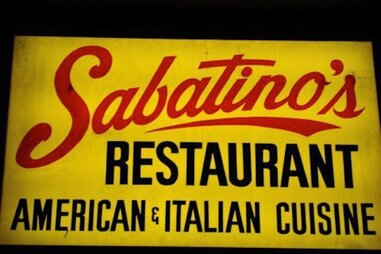 Sabatino's
RESTAURANT
AMERICAN & ITALIAN CUISINE